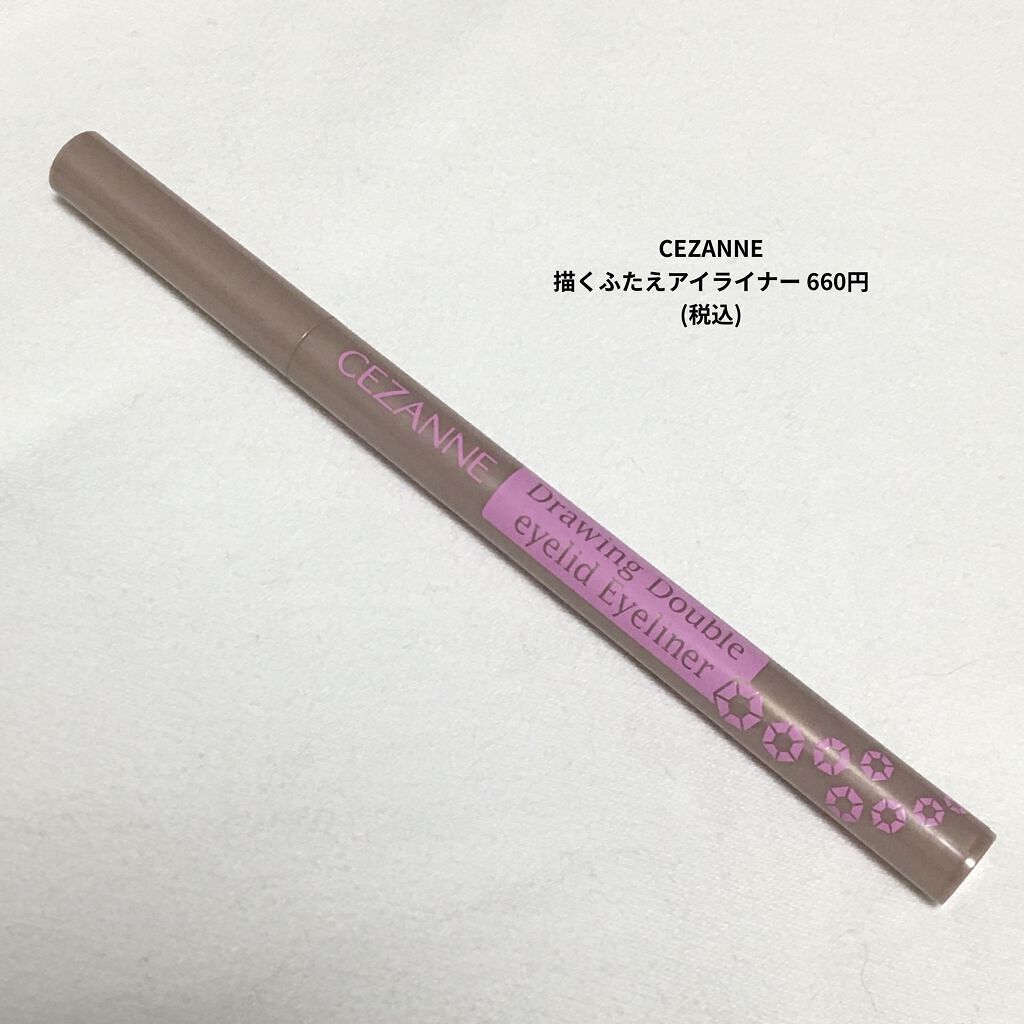 CEZANNE
描くふたえアイライナー 660円
(税込)
CEZANNE
Drawing Double
eyelid Eyeliner